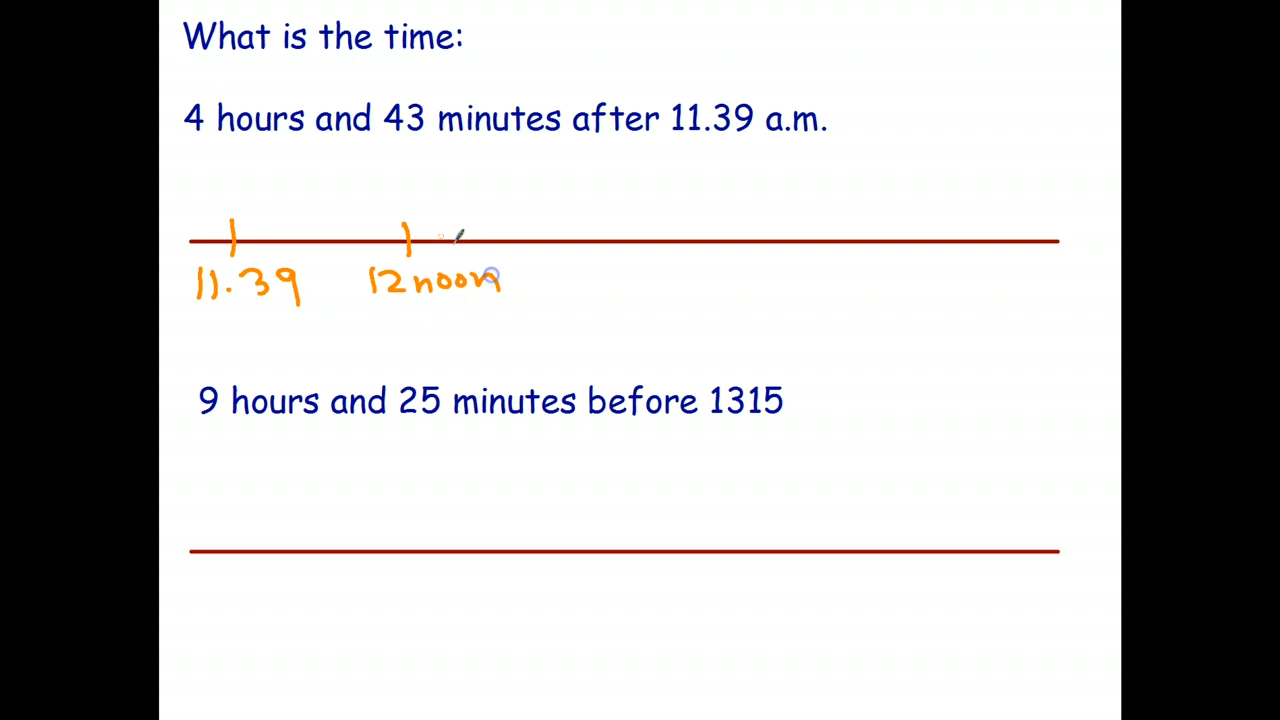 What is the time:
4 hours and 43 minutes after 11.39 a.m.
11.39 12 noon
9 hours and 25 minutes before 1315